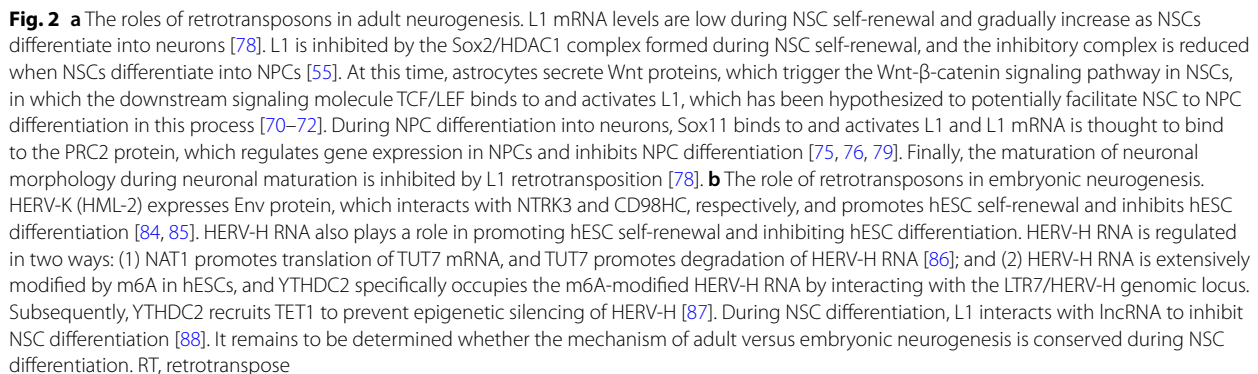 Fig. 2 a The roles of retrotransposons in adult neurogenesis. L1 mRNA levels are low during NSC self-renewal and gradually increase as NSCs
differentiate into neurons [78]. L1 is inhibited by the Sox2/HDAC1 complex formed during NSC self-renewal, and the inhibitory complex is reduced
when NSCs differentiate into NPCs [55]. At this time, astrocytes secrete Wnt proteins, which trigger the Wnt-β-catenin signaling pathway in NSCs,
in which the downstream signaling molecule TCF/LEF binds to and activates L1, which has been hypothesized to potentially facilitate NSC to NPC
differentiation in this process [70–72]. During NPC differentiation into neurons, Sox11 binds to and activates L1 and L1 mRNA is thought to bind
to the PRC2 protein, which regulates gene expression in NPCs and inhibits NPC differentiation [75, 76, 79]. Finally, the maturation of neuronal
morphology during neuronal maturation is inhibited by L1 retrotransposition [78]. b The role of retrotransposons in embryonic neurogenesis.
HERV-K (HML-2) expresses Env protein, which interacts with NTRK3 and CD98HC, respectively, and promotes hESC self-renewal and inhibits hESC
differentiation [84, 85]. HERV-H RNA also plays a role in promoting hESC self-renewal and inhibiting hESC differentiation. HERV-H RNA is regulated
in two ways: (1) NAT1 promotes translation of TUT7 mRNA, and TUT7 promotes degradation of HERV-H RNA [86]; and (2) HERV-H RNA is extensively
modified by m6A in hESCs, and YTHDC2 specifically occupies the m6A-modified HERV-H RNA by interacting with the LTR7/HERV-H genomic locus.
Subsequently, YTHDC2 recruits TET1 to prevent epigenetic silencing of HERV-H [87]. During NSC differentiation, L1 interacts with lncRNA to inhibit
NSC differentiation [88]. It remains to be determined whether the mechanism of adult versus embryonic neurogenesis is conserved during NSC
differentiation. RT, retrotranspose